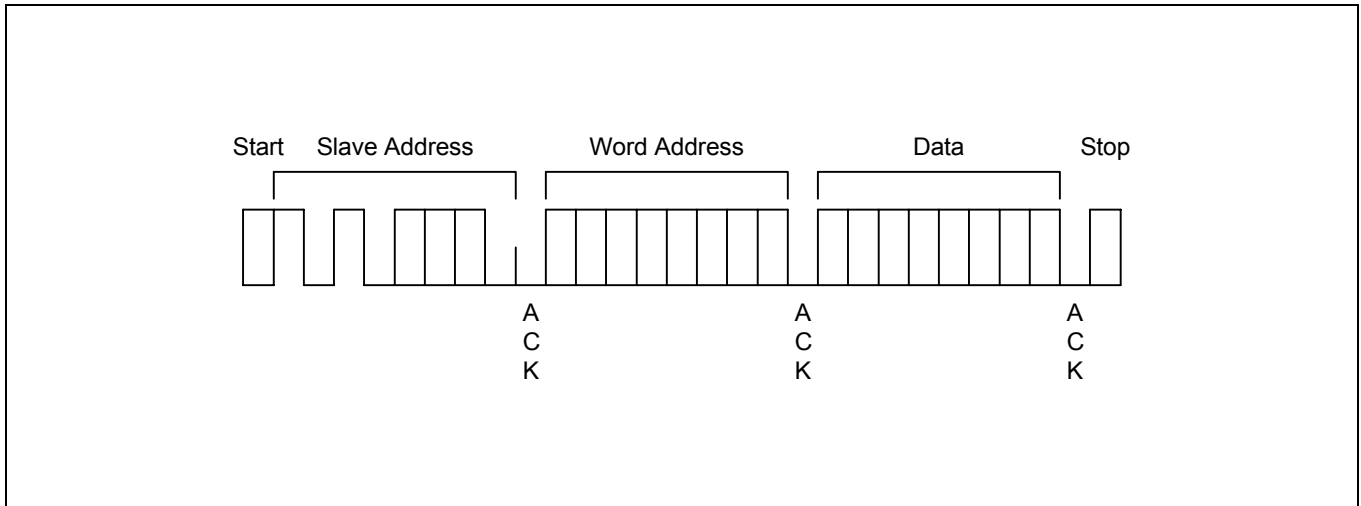 Start Slave Address Word Address Data Stop
A A A
C C C
K K K